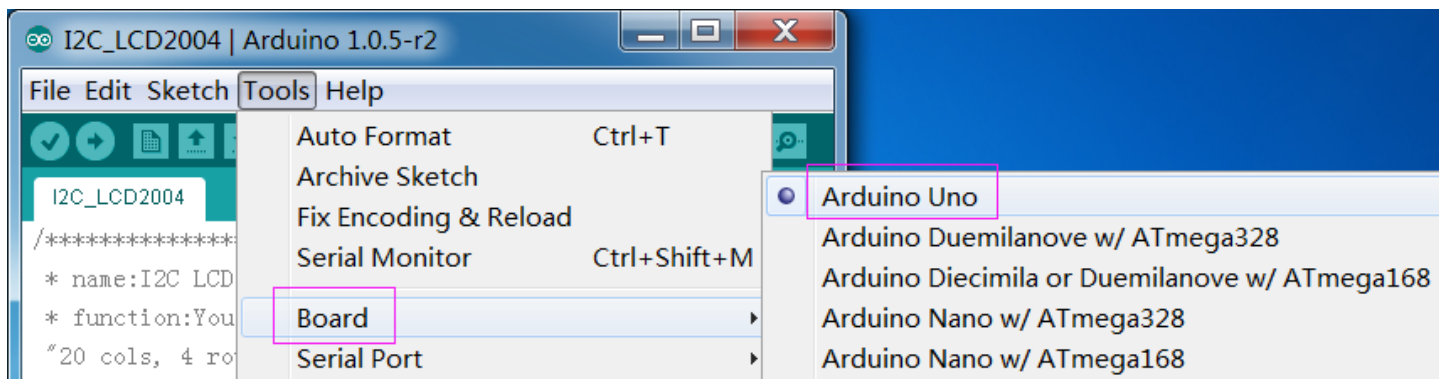 I2C_LCD2004 | Arduino 1.0.5-r2
File Edit Sketch Tools Help
I2C_LCD2004
/***************
* name:I2C LCD
* function:You
"20 cols, 4 ro
Auto Format Ctrl+T
Archive Sketch
Fix Encoding & Reload
Serial Monitor Ctrl+Shift+M
Board
Serial Port
Arduino Uno
Arduino Duemilanove w/ ATmega328
Arduino Diecimila or Duemilanove w/ ATmega168
Arduino Nano w/ ATmega328
Arduino Nano w/ ATmega168